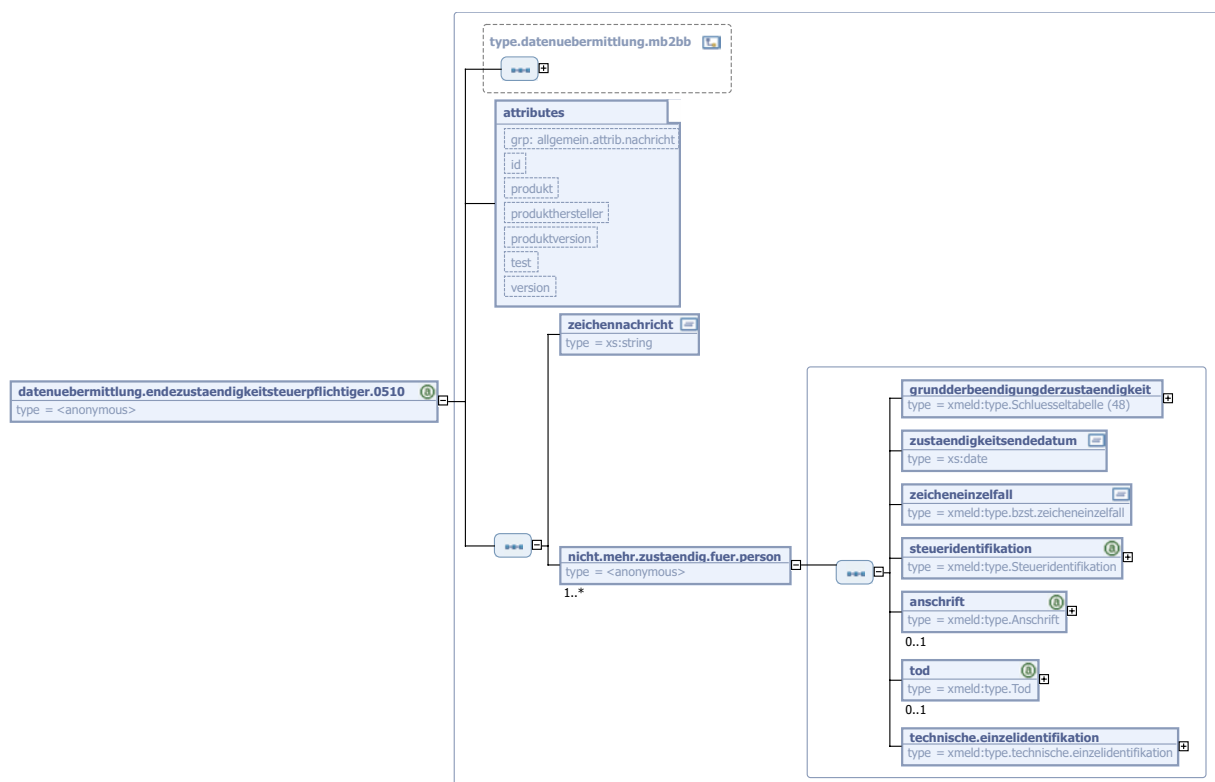 type.datenuebermittlung.mb2bb
attributes
grp: allgemein.attrib.nachricht
id
produkt
produkthersteller
produktversion
test
version
zeichennachricht
type = xs:string
datenuebermittlung.endezustaendigkeitsteuerpflichtiger.0510
type = <anonymous>
nicht.mehr.zustaendig.fuer.person
type = <anonymous>
1..*
grundderbeendigungderzustaendigkeit
type = xmeld:type.Schluesseltabelle (48)
zustaendigkeitsendedatum
type = xs:date
zeicheneinzelfall
type = xmeld:type.bzst.zeicheneinzelfall
steueridentifikation
type = xmeld:type.Steueridentifikation
anschrift
type = xmeld:type.Anschrift
0..1
tod
type = xmeld:type.Tod
0..1
technische.einzelidentifikation
type = xmeld:type.technische.einzelidentifikation